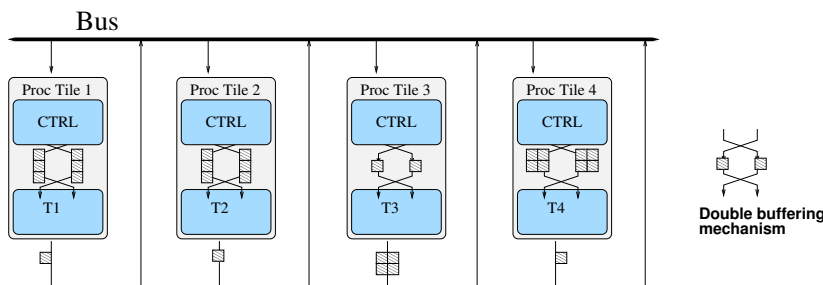 Bus
Proc Tile 1
Proc Tile 2
Proc Tile 3
Proc Tile 4
CTRL
CTRL
CTRL
CTRL
T1
T2
T3
T4
Double buffering
mechanism